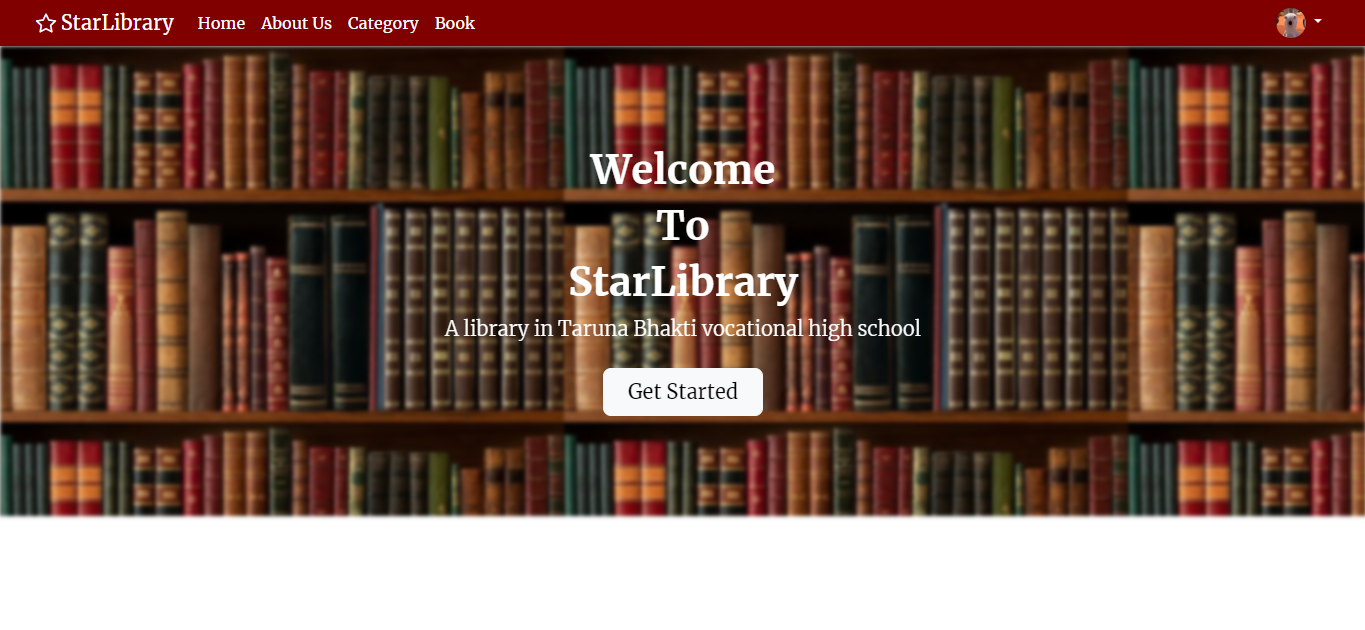 StarLibrary Home About Us Category Book
Welcome
To
StarLibrary
A library in Taruna Bhakti vocational high school
Get Started